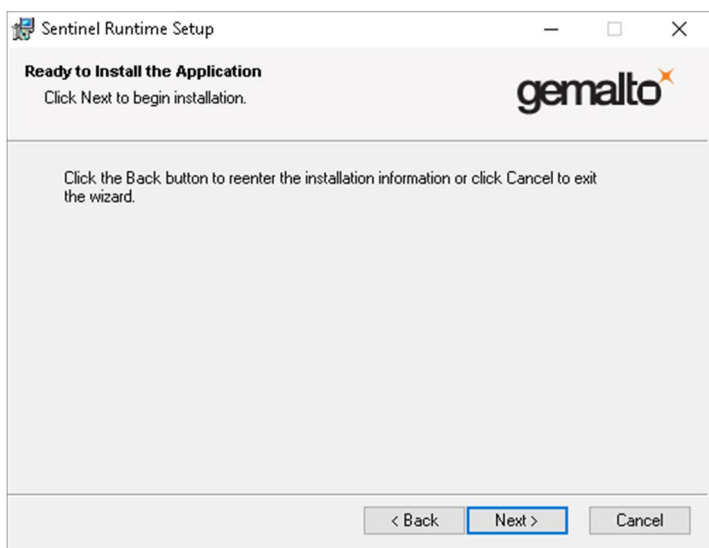 Sentinel Runtime Setup
Ready to Install the Application
Click Next to begin installation.
gemalto
Click the Back button to reenter the installation information or click Cancel to exit
the wizard.
< Back Next > Cancel